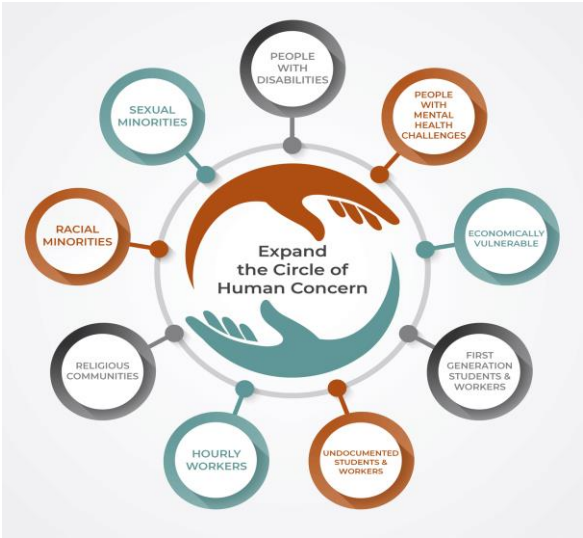 PEOPLE
WITH
DISABILITIES
PEOPLE
WITH
MENTAL
HEALTH
CHALLENGES
SEXUAL
MINORITIES
RACIAL
MINORITIES
ECONOMICALLY
VULNERABLE
Expand
the Circle of
Human Concern
RELIGIOUS
COMMUNITIES
FIRST
GENERATION
STUDENTS &
WORKERS
HOURLY
WORKERS
UNDOCUMENTED
STUDENTS &
WORKERS